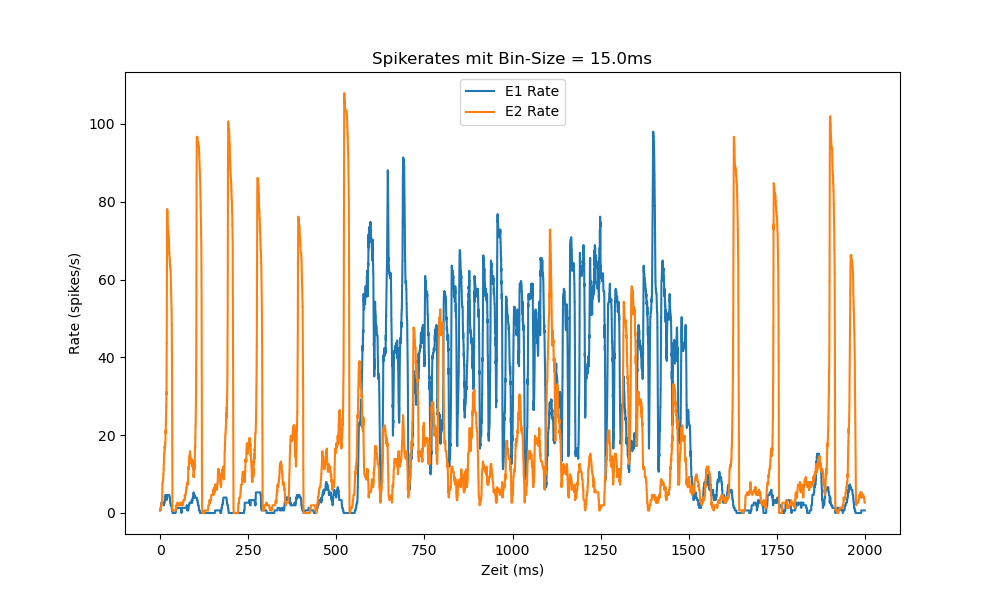 Spikerates mit Bin-Size = 15.0ms
E1 Rate
E2 Rate
Rate (spikes/s)
100
80
60
40
20
0
0 250 500 750 1000 1250 1500 1750 2000
Zeit (ms)